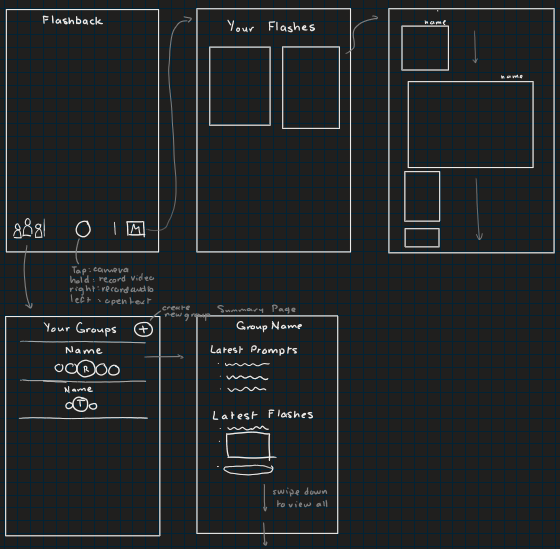 Flashback
Tap: camera
hold: record video
right: record audio
left: open text
Your Flashes
name
name
create
new group
Your Groups
+
Name
R
Name
T
Summary Page
Group Name
Latest Prompts
Latest Flashes
swipe down
to view all